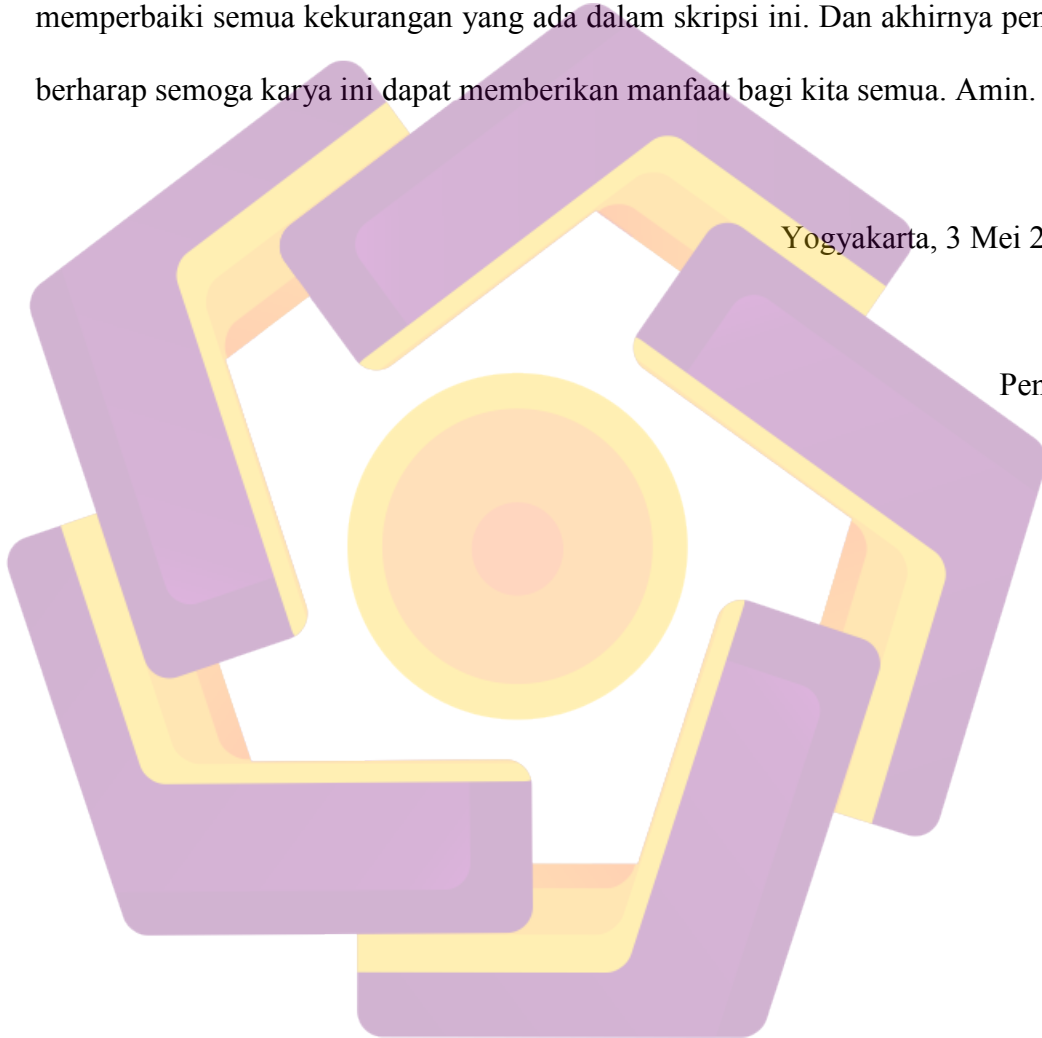 memperbaiki semua kekurangan yang ada dalam skripsi ini. Dan akhirnya pen
berharap semoga karya ini dapat memberikan manfaat bagi kita semua. Amin.
Yogyakarta, 3 Mei 2
Pen